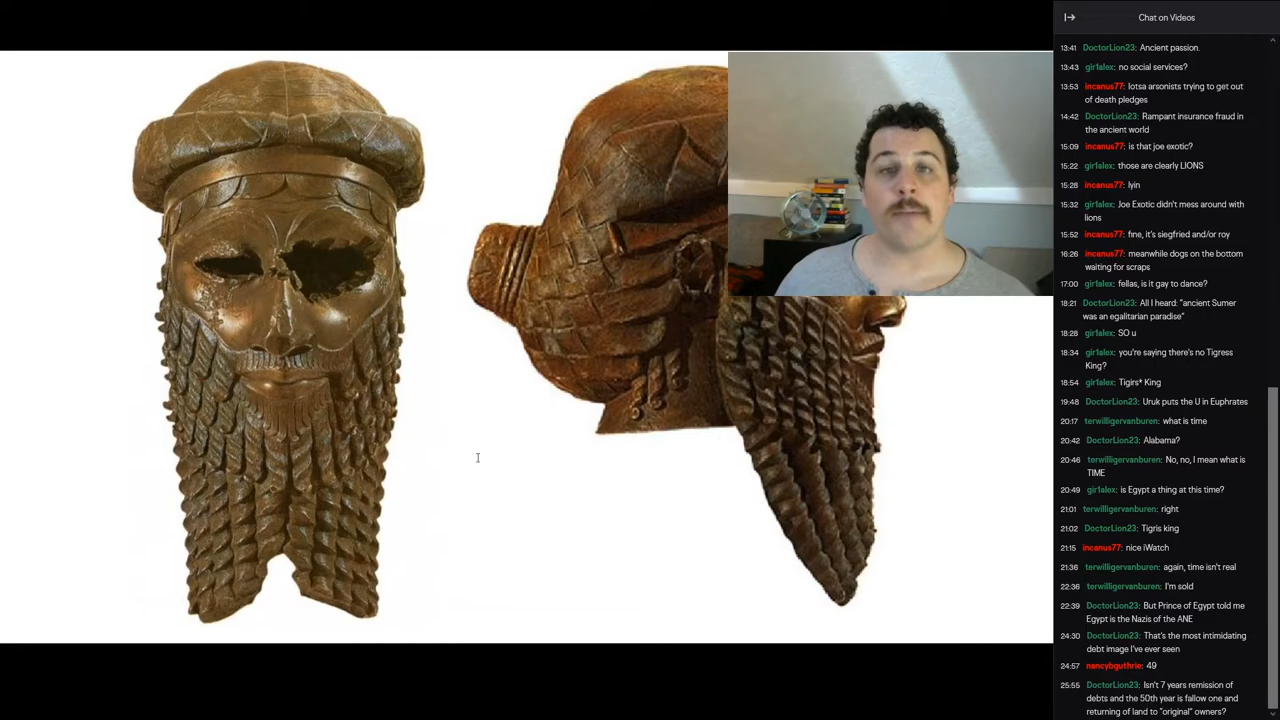 Chat on Videos
13:41 DoctorLion23: Ancient passion.
13:43 gir1alex: no social services?
13:53 incanus77: lotsa arsonists trying to get out
of death pledges
14:42 DoctorLion23: Rampant insurance fraud in
the ancient world
15:09 incanus77: is that joe exotic?
15:22 gir1alex: those are clearly LIONS
15:28 incanus77: lyin
15:32 gir1alex: Joe Exotic didn't mess around with
lions
15:52 incanus77: fine, it's siegfried and/or roy
16:26 incanus77: meanwhile dogs on the bottom
waiting for scraps
17:00 gir1alex: fellas, is it gay to dance?
18:21 DoctorLion23: All I heard: "ancient Sumer
was an egalitarian paradise"
18:28 gir1alex: SO u
18:34 gir1alex: you're saying there's no Tigress
King?
18:54 gir1alex: Tigirs* King
19:48 DoctorLion23: Uruk puts the U in Euphrates
20:17 terwilligervanburen: what is time
20:42 DoctorLion23: Alabama?
20:46 terwilligervanburen: No, no, I mean what is
TIME
20:49 gir1alex: is Egypt a thing at this time?
21:01 terwilligervanburen: right
21:02 DoctorLion23: Tigris king
21:15 incanus77: nice iWatch
21:36 terwilligervanburen: again, time isn't real
22:36 terwilligervanburen: I'm sold
22:39 DoctorLion23: But Prince of Egypt told me
Egypt is the Nazis of the ANE
24:30 DoctorLion23: That's the most intimidating
debt image I've ever seen
24:57 nancybguthrie: 49
25:55 DoctorLion23: Isn't 7 years remission of
debts and the 50th year is fallow one and
returning of land to "original" owners?